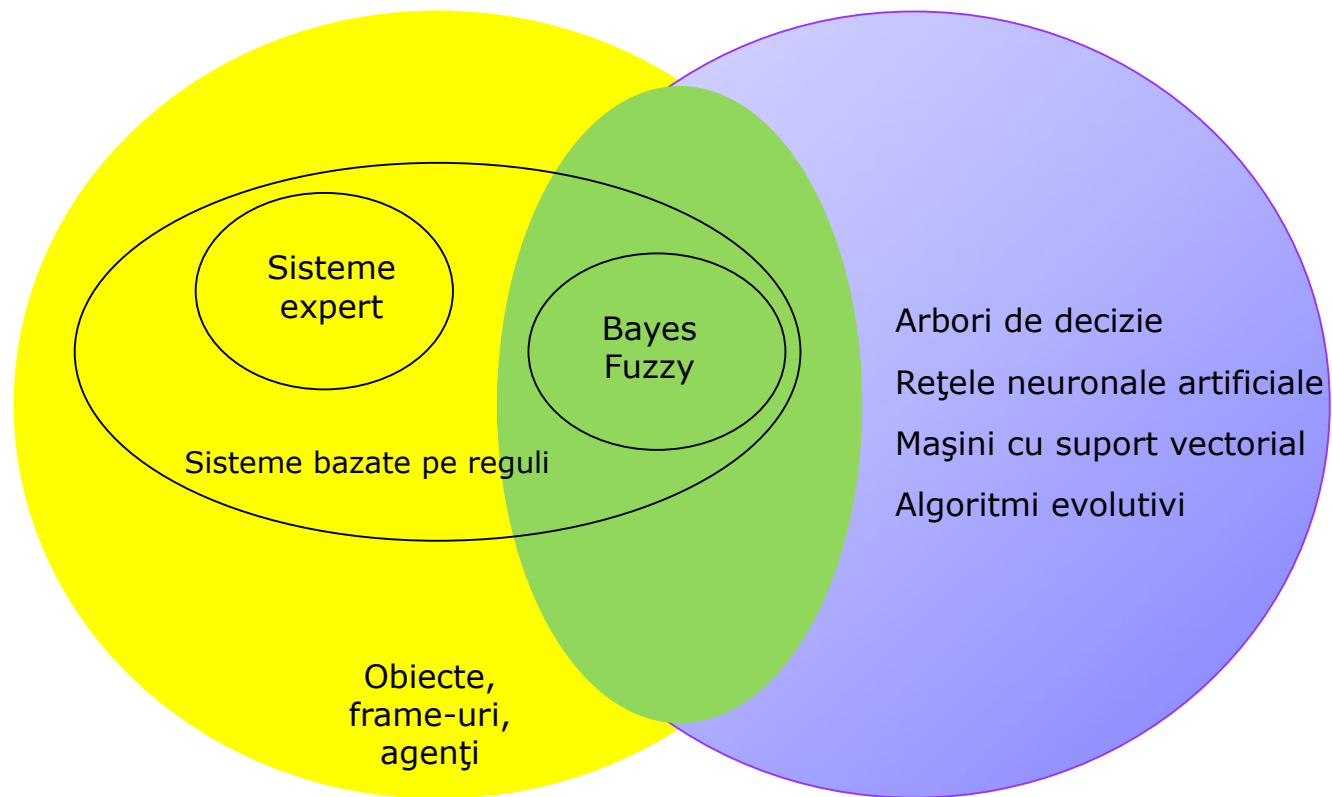 Sisteme
expert
Bayes
Fuzzy
Sisteme bazate pe reguli
Obiecte,
frame-uri,
agenţi
Arbori de decizie
Reţele neuronale artificiale
Maşini cu suport vectorial
Algoritmi evolutivi